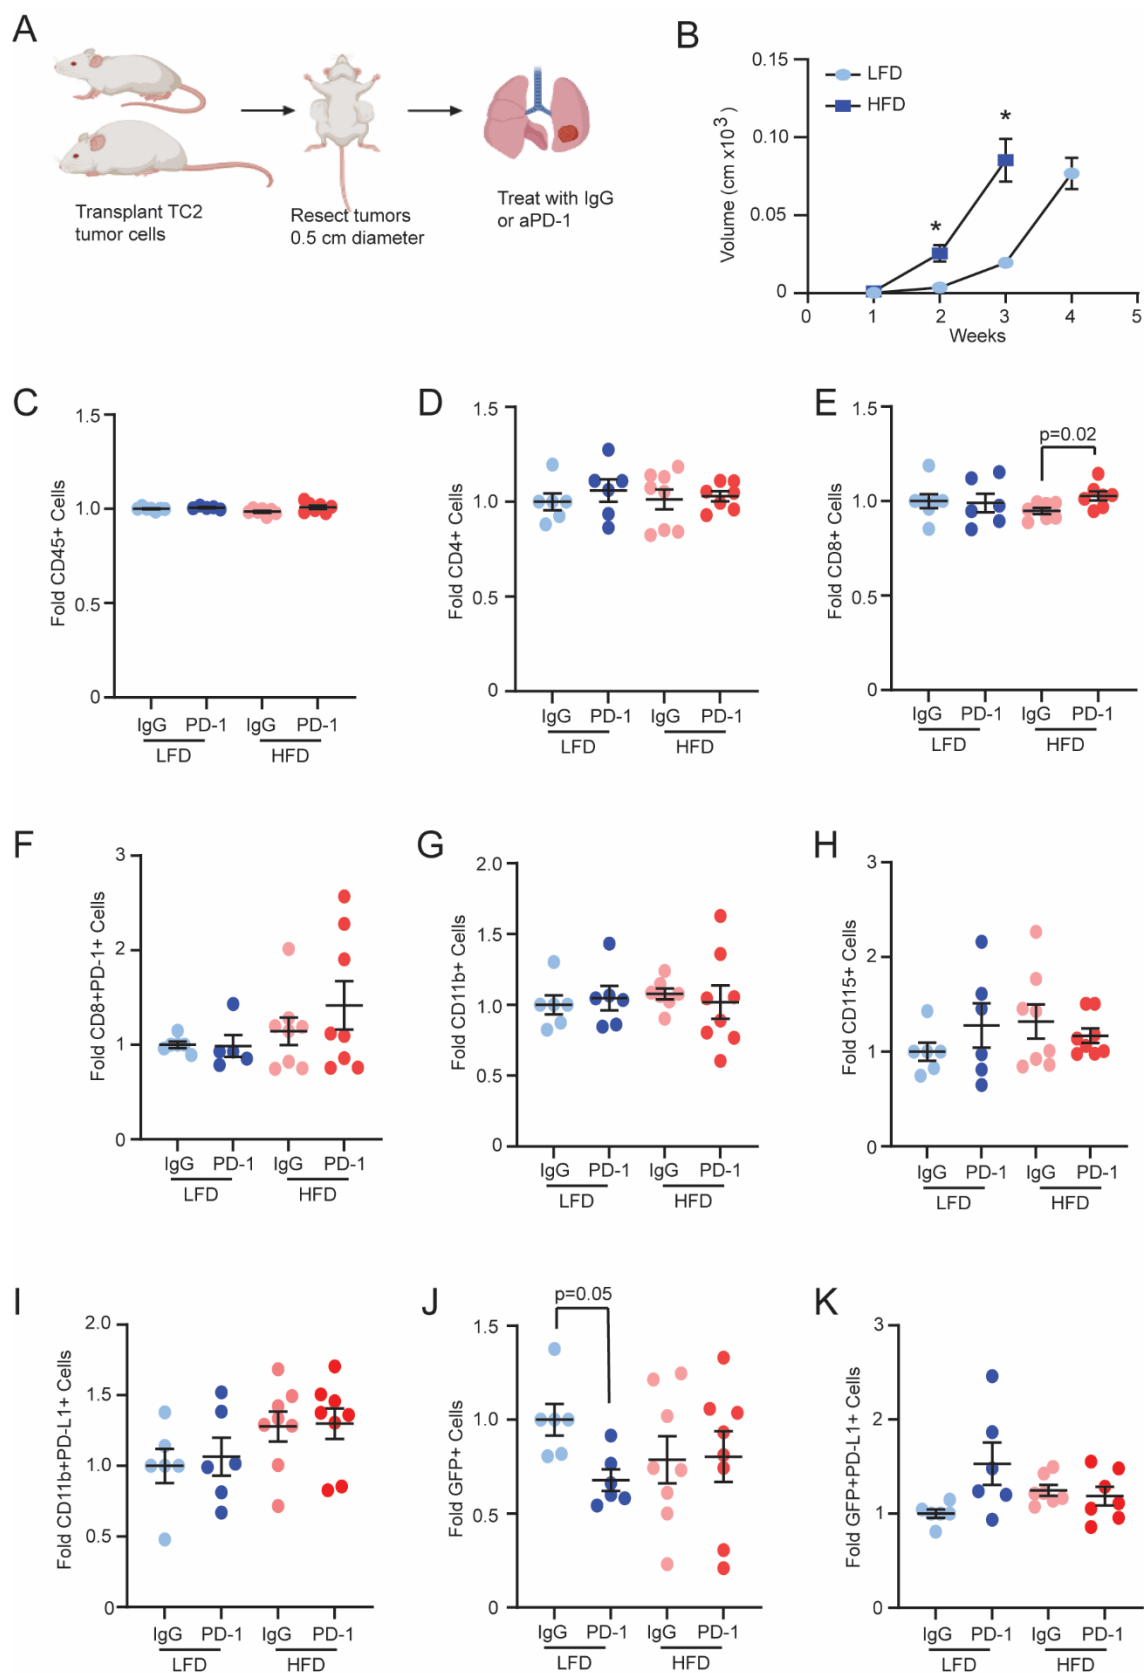 A
Transplant TC2
tumor cells
Resect tumors
0.5 cm diameter
Treat with IgG
or aPD-1
B
Volume (cm x10³)
0.15
0.10
0.05
0
LFD
HFD
*
*
0 1 2 3 4 5
Weeks
C
Fold CD45+ Cells
1.5
1.0
0.5
0
IgG PD-1 IgG PD-1
LFD HFD
D
Fold CD4+ Cells
1.5
1.0
0.5
0
IgG PD-1 IgG PD-1
LFD HFD
E
Fold CD8+ Cells
1.5
1.0
0.5
0
p=0.02
IgG PD-1 IgG PD-1
LFD HFD
F
Fold CD8+PD-1+ Cells
3
2
1
0
IgG PD-1 IgG PD-1
LFD HFD
G
Fold CD11b+ Cells
2.0
1.5
1.0
0.5
0
IgG PD-1 IgG PD-1
LFD HFD
H
Fold CD115+ Cells
3
2
1
0
IgG PD-1 IgG PD-1
LFD HFD
I
Fold CD11b+PD-L1+ Cells
2.0
1.5
1.0
0.5
0
IgG PD-1 IgG PD-1
LFD HFD
J
Fold GFP+ Cells
1.5
1.0
0.5
0
p=0.05
IgG PD-1 IgG PD-1
LFD HFD
K
Fold GFP+PD-L1+ Cells
3
2
1
0
IgG PD-1 IgG PD-1
LFD HFD